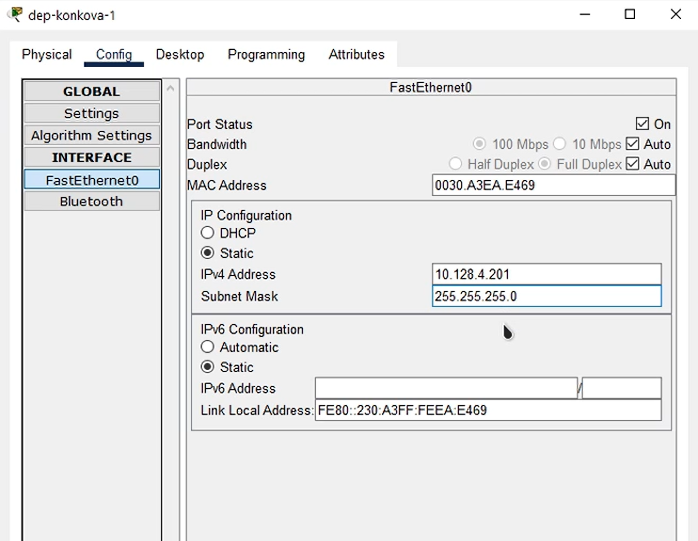 dep-konkova-1
Physical Config Desktop Programming Attributes
GLOBAL
Settings
Algorithm Settings
INTERFACE
FastEthernet0
Bluetooth
FastEthernet0
Port Status On
Bandwidth 100 Mbps 10 Mbps Auto
Duplex Half Duplex Full Duplex Auto
MAC Address 0030.A3EA.E469
IP Configuration
DHCP
Static
IPv4 Address 10.128.4.201
Subnet Mask 255.255.255.0
IPv6 Configuration
Automatic
Static
IPv6 Address /
Link Local Address: FE80::230:A3FF:FEEA:E469